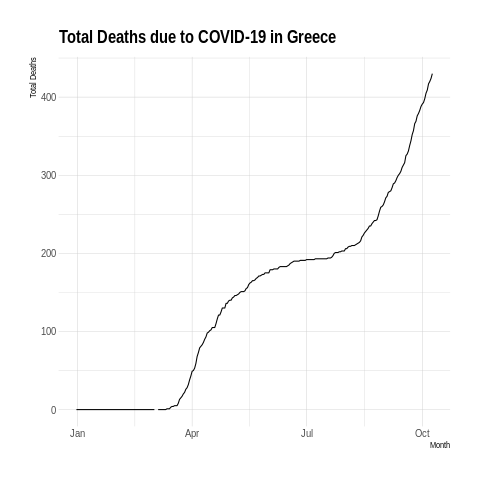 Total Deaths due to COVID-19 in Greece
Total Deaths
400
300
200
100
0
Jan Apr Jul Oct
Month